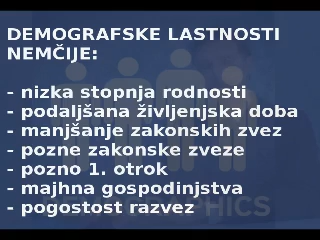 DEMOGRAFSKE LASTNOSTI
NEMČIJE:
- nizka stopnja rodnosti
- podaljšana življenjska doba
- manjšanje zakonskih zvez
- pozne zakonske zveze
- pozno 1. otrok
- majhna gospodinjstva
- pogostost razvez